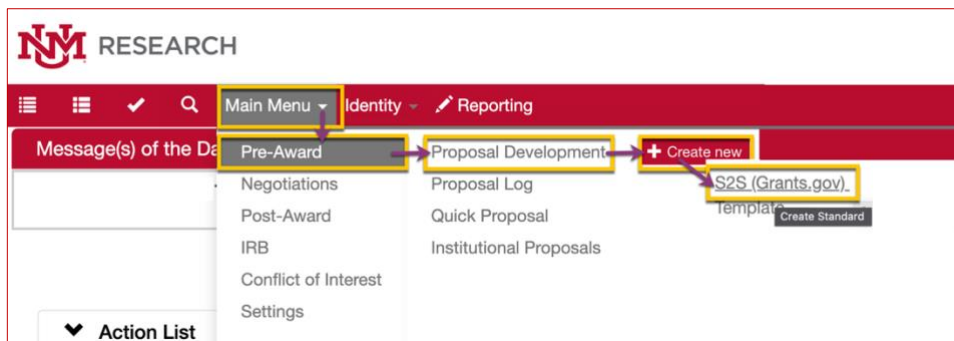 NM RESEARCH
Main Menu Identity Reporting
Message(s) of the Da
Pre-Award Proposal Development + Create new
Negotiations Proposal Log S2S (Grants.gov)
Post-Award Quick Proposal Template Create Standard
IRB Institutional Proposals
Conflict of Interest
Settings
Action List